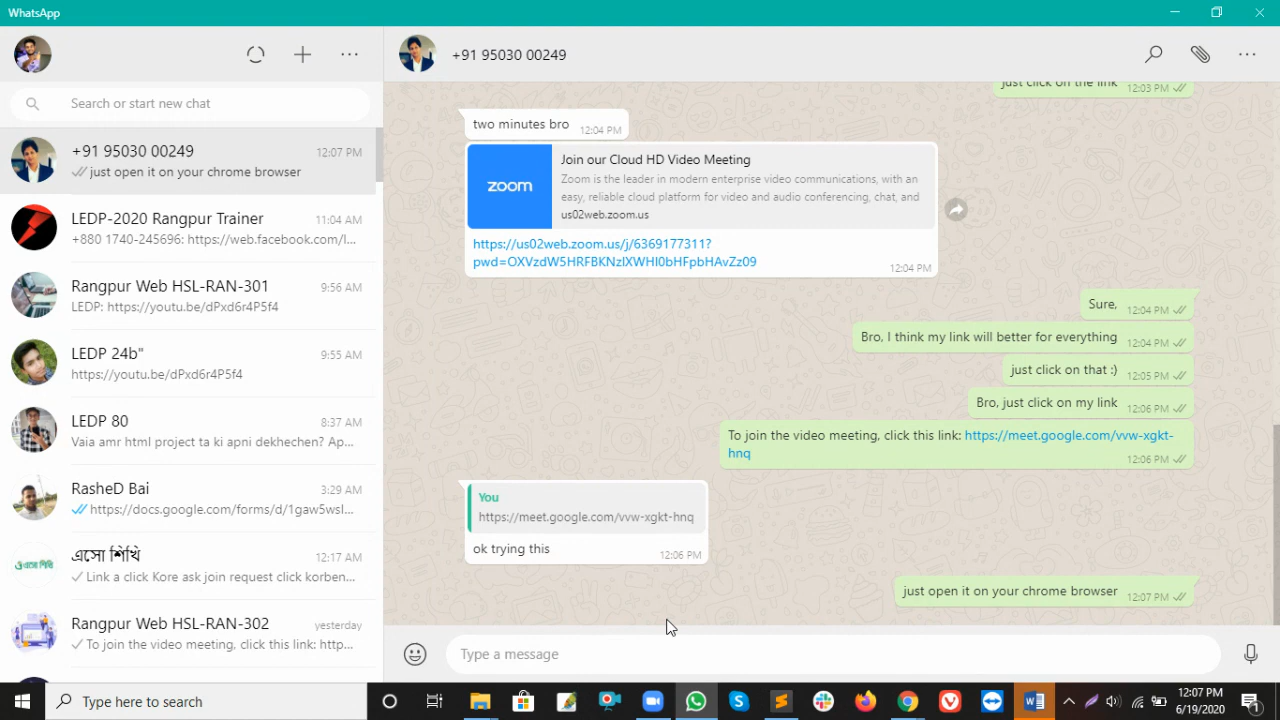 WhatsApp
+91 95030 00249
Search or start new chat
+91 95030 00249
12:07 PM
just open it on your chrome browser
LEDP-2020 Rangpur Trainer
11:04 AM
+880 1740-245696: https://web.facebook.com/l...
Rangpur Web HSL-RAN-301
9:56 AM
LEDP: https://youtu.be/dPxd6r4P5f4
LEDP 24b"
9:55 AM
https://youtu.be/dPxd6r4P5f4
LEDP 80
8:37 AM
Vaia amr html project ta ki apni dekhechen? Ap...
RasheD Bai
3:29 AM
https://docs.google.com/forms/d/1gaw5wsI...
এসো শিখি
12:17 AM
Link a click Kore ask join request click korben...
Rangpur Web HSL-RAN-302
yesterday
To join the video meeting, click this link: http...
just click on the link
12:03 PM
two minutes bro
12:04 PM
zoom
Join our Cloud HD Video Meeting
Zoom is the leader in modern enterprise video communications, with an
easy, reliable cloud platform for video and audio conferencing, chat, and
us02web.zoom.us
https://us02web.zoom.us/j/6369177311?
pwd=OXVzdW5HRFBKNzlXWHl0bHFpbHAvZz09
12:04 PM
Sure,
12:04 PM
Bro, I think my link will better for everything
12:04 PM
just click on that :)
12:05 PM
Bro, just click on my link
12:06 PM
To join the video meeting, click this link: https://meet.google.com/vvw-xgkt-
hnq
12:06 PM
You
https://meet.google.com/vvw-xgkt-hnq
ok trying this
12:06 PM
just open it on your chrome browser
12:07 PM
Type a message
Type here to search
12:07 PM
6/19/2020